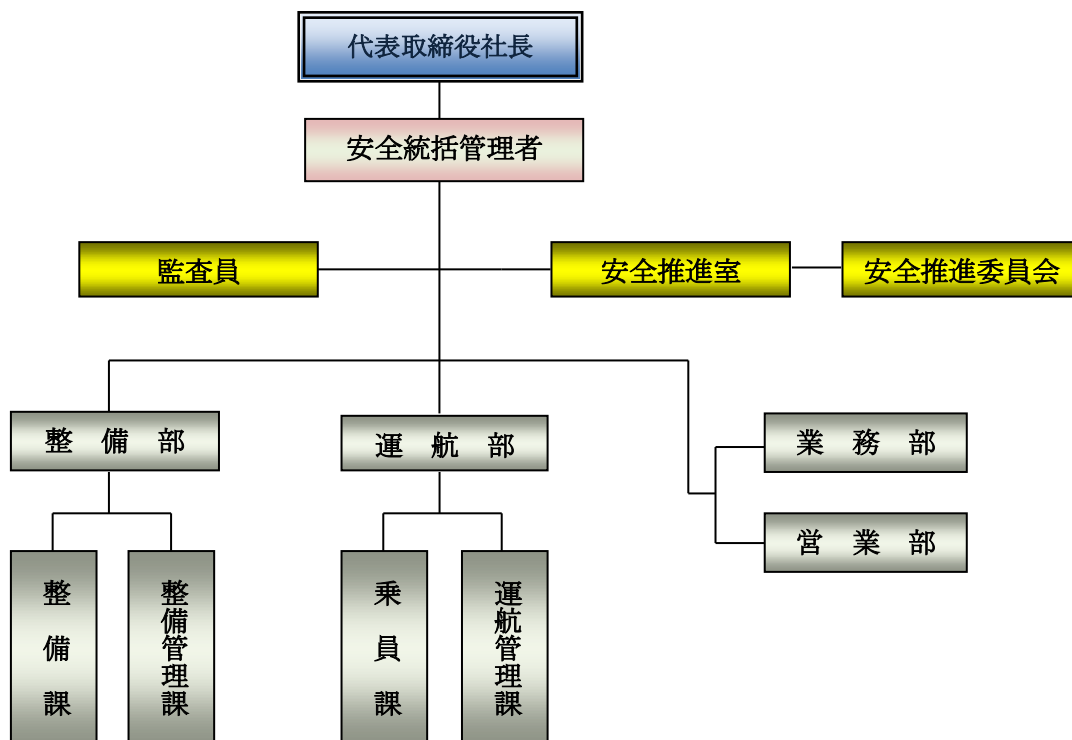 代表取締役社長
安全統括管理者
監査員
安全推進室
安全推進委員会
整 備 部
運 航 部
業 務 部
営 業 部
整備課
整備管理課
乗員課
運航管理課